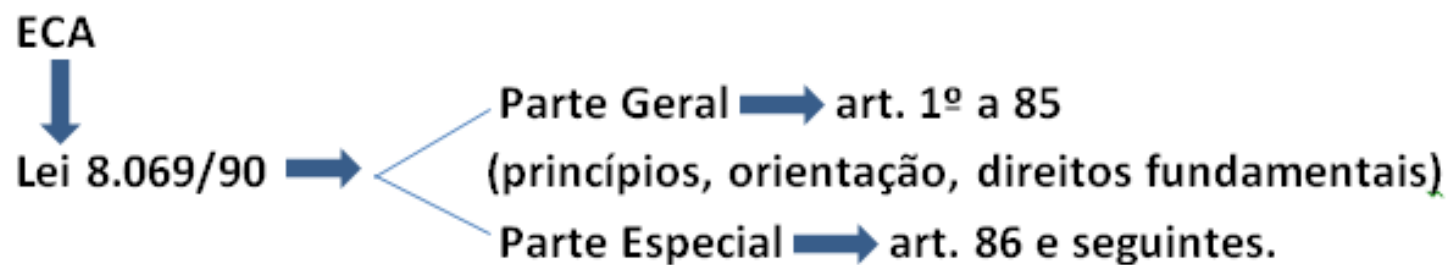 ECA
Parte Geral art. 1º a 85
Lei 8.069/90 (princípios, orientação, direitos fundamentais)
Parte Especial art. 86 e seguintes.